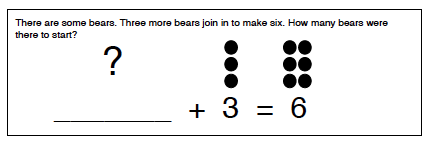 There are some bears. Three more bears join in to make six. How many bears were
there to start?
?
_________ + 3 = 6